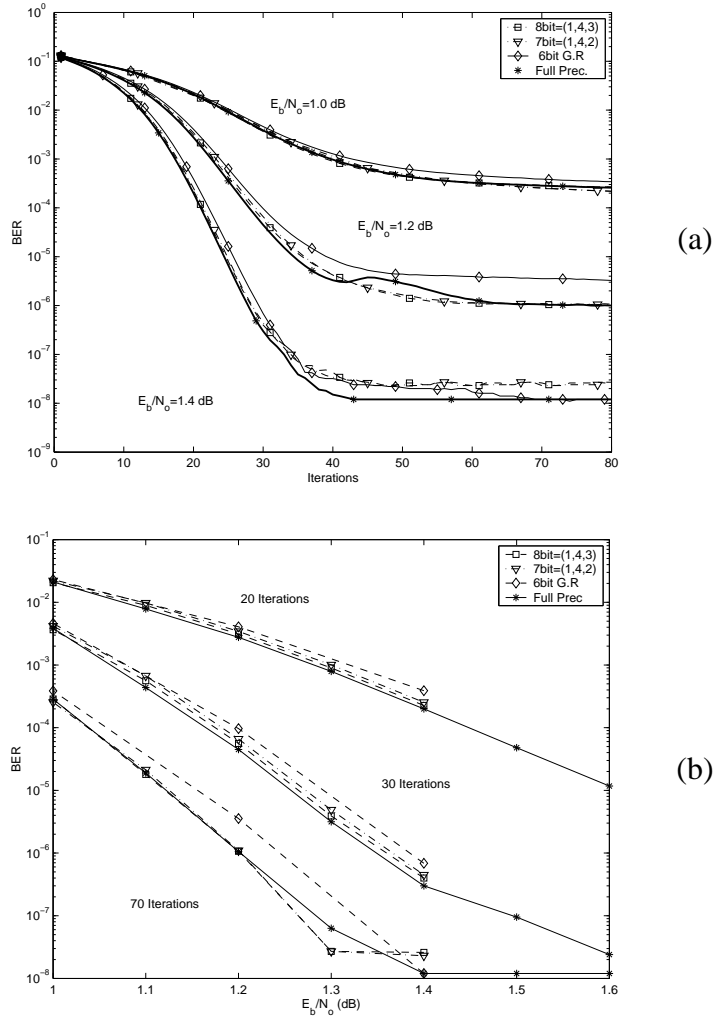 10^0
10^-1
10^-2
10^-3
10^-4
10^-5
10^-6
10^-7
10^-8
10^-9
BER
8bit=(1,4,3)
7bit=(1,4,2)
6bit G.R
Full Prec.
E_b/N_o=1.0 dB
E_b/N_o=1.2 dB
E_b/N_o=1.4 dB
0 10 20 30 40 50 60 70 80
Iterations
(a)
10^-1
10^-2
10^-3
10^-4
10^-5
10^-6
10^-7
10^-8
BER
8bit=(1,4,3)
7bit=(1,4,2)
6bit G.R
Full Prec
20 Iterations
30 Iterations
70 Iterations
1 1.1 1.2 1.3 1.4 1.5 1.6
E_b/N_o (dB)
(b)